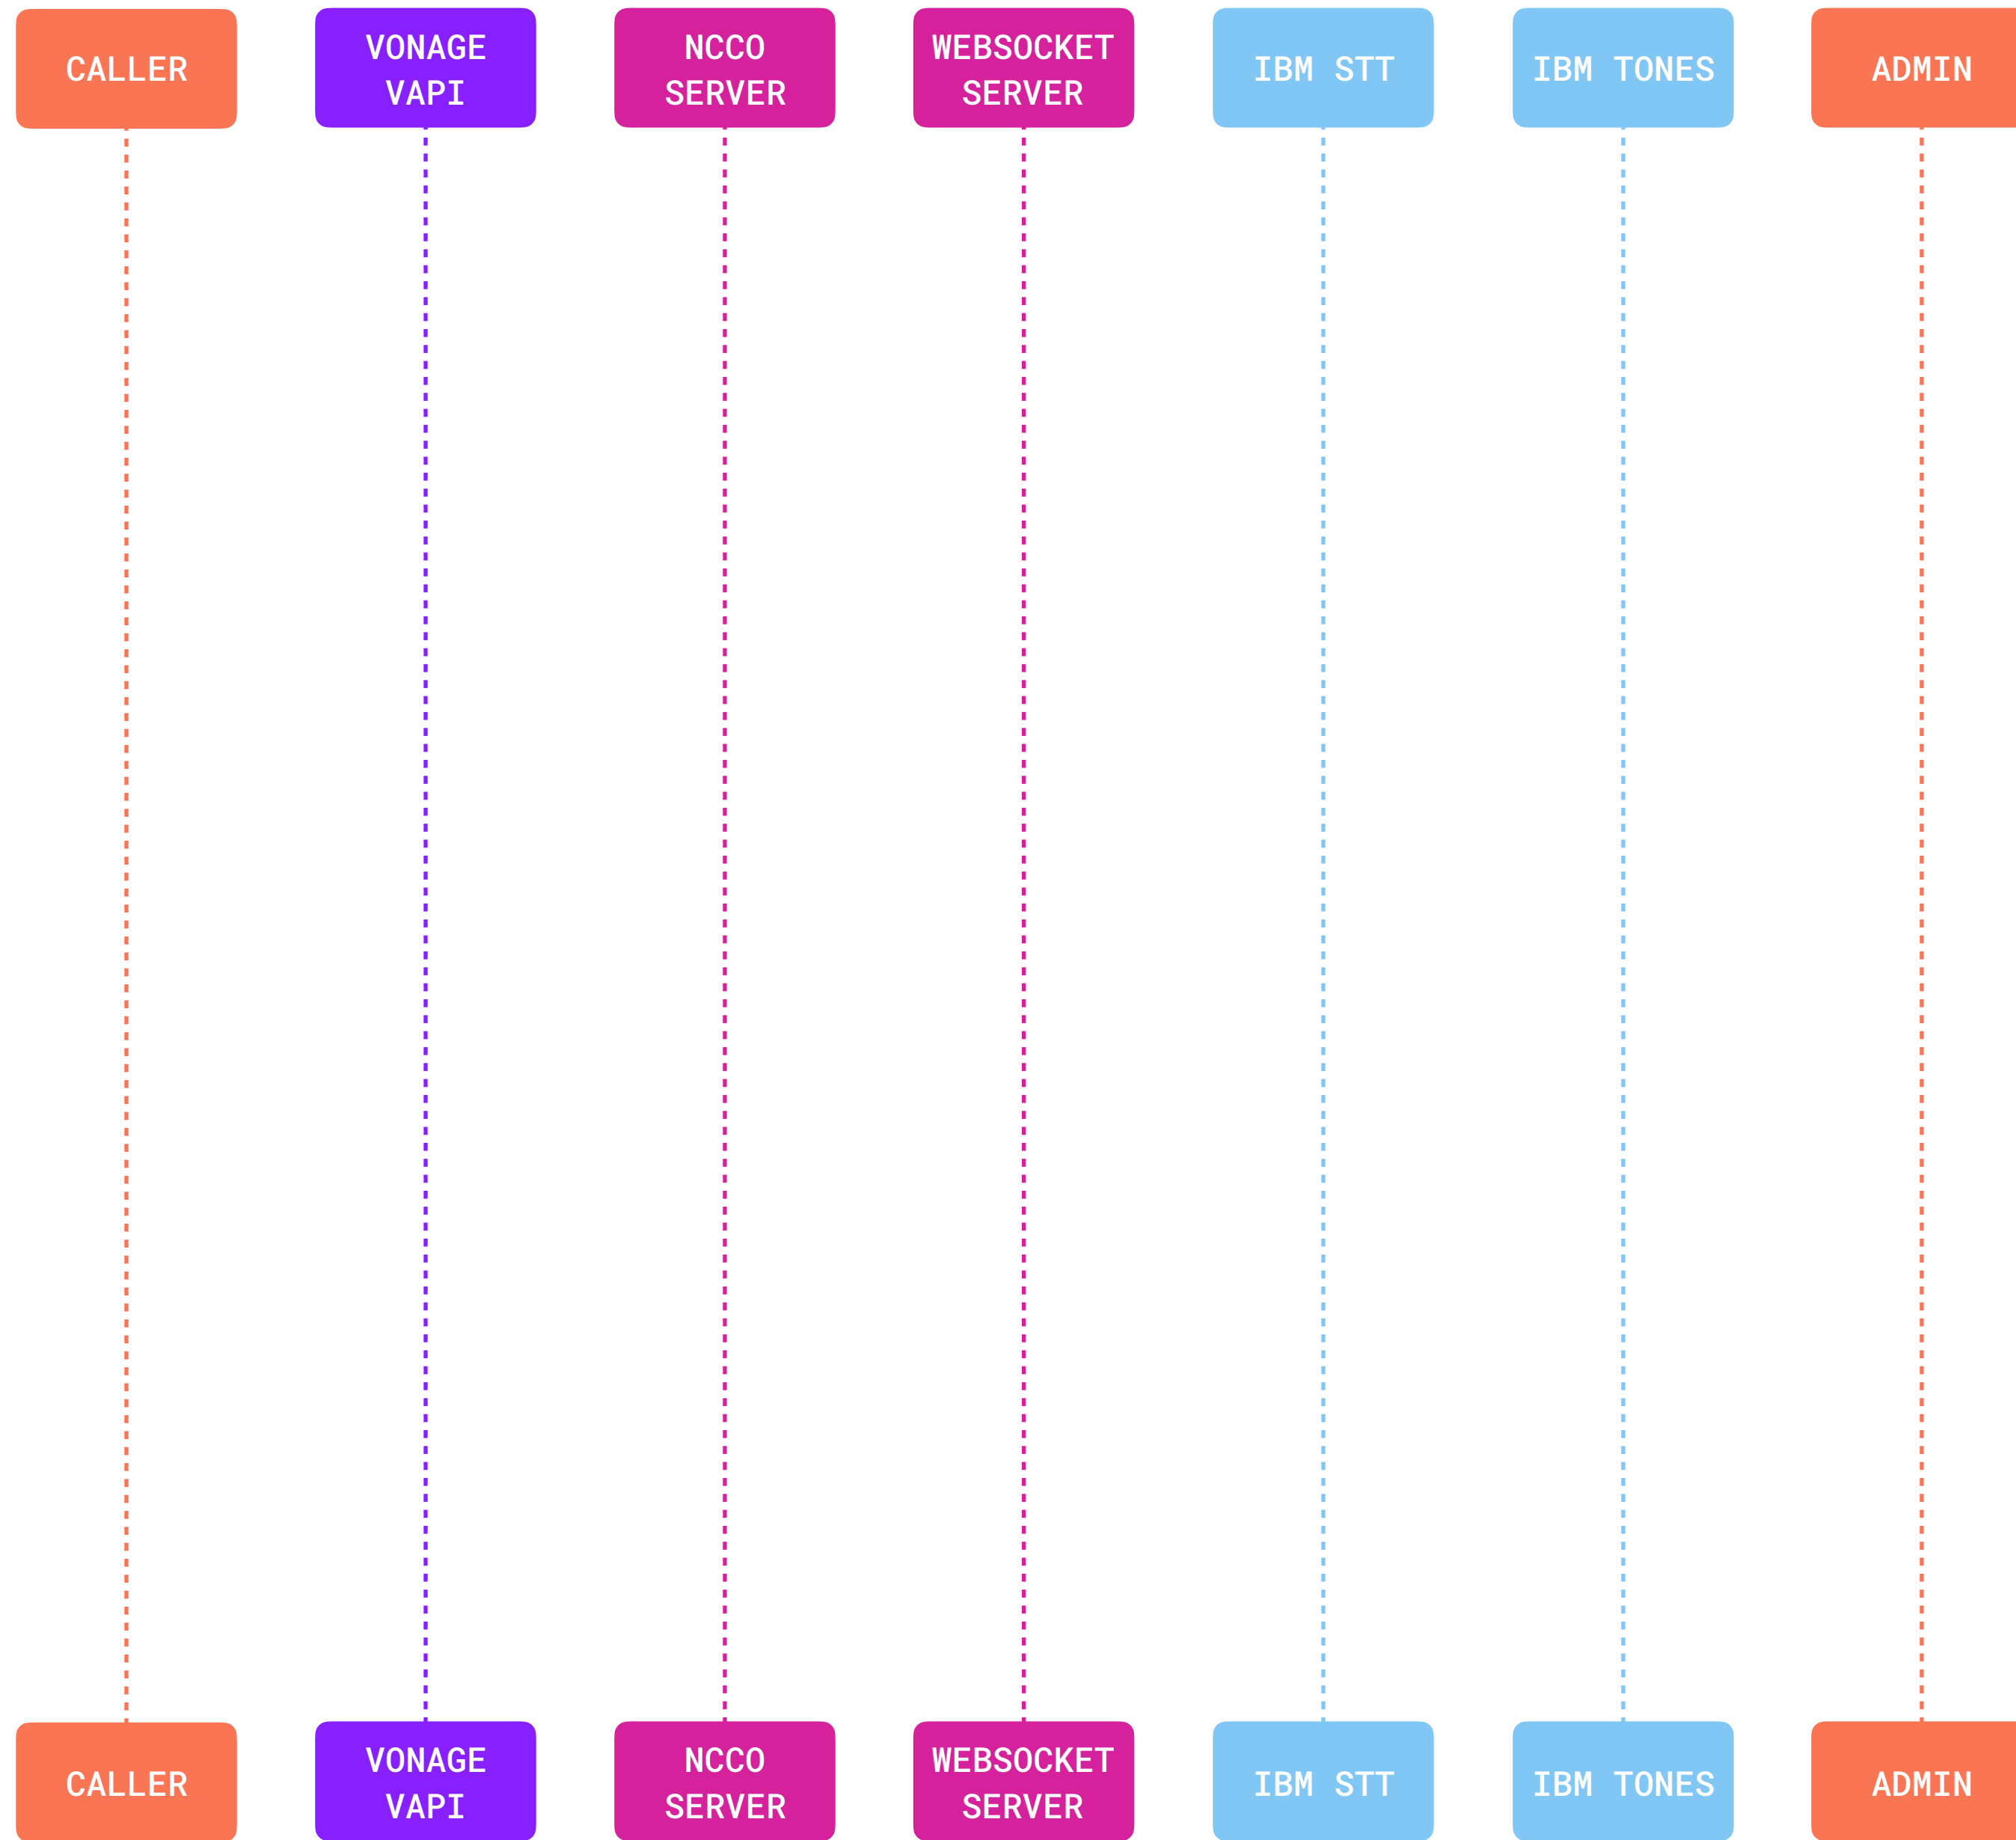 CALLER
VONAGE
VAPI
NCCO
SERVER
WEBSOCKET
SERVER
IBM STT
IBM TONES
ADMIN
CALLER
VONAGE
VAPI
NCCO
SERVER
WEBSOCKET
SERVER
IBM STT
IBM TONES
ADMIN